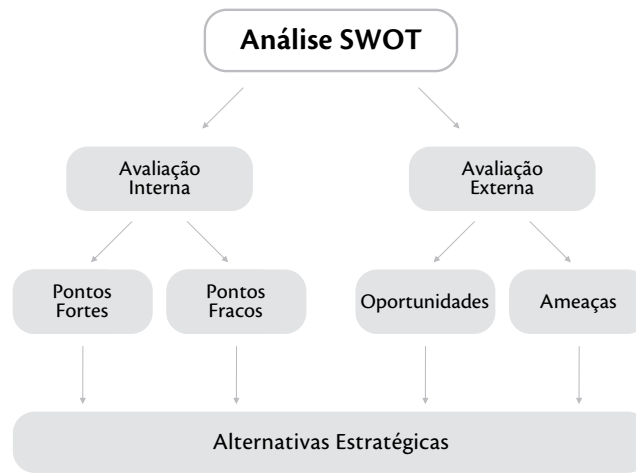 Análise SWOT
Avaliação
Interna
Avaliação
Externa
Pontos
Fortes
Pontos
Fracos
Oportunidades
Ameaças
Alternativas Estratégicas